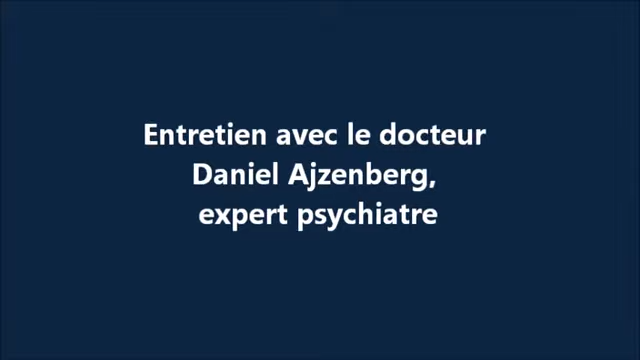 Entretien avec le docteur
Daniel Ajzenberg,
expert psychiatre